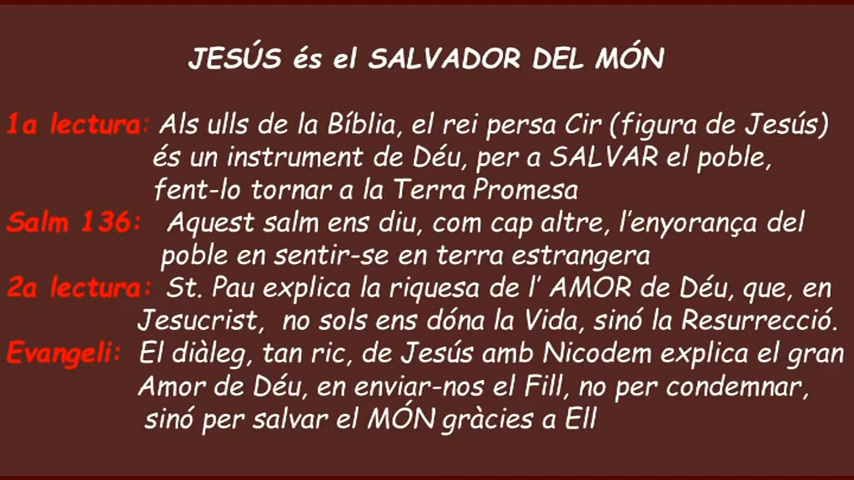 JESÚS és el SALVADOR DEL MÓN
1a lectura: Als ulls de la Bíblia, el rei persa Cir (figura de Jesús)
és un instrument de Déu, per a SALVAR el poble,
fent-lo tornar a la Terra Promesa
Salm 136: Aquest salm ens diu, com cap altre, l’enyorança del
poble en sentir-se en terra estrangera
2a lectura: St. Pau explica la riquesa de l’ AMOR de Déu, que, en
Jesucrist, no sols ens dóna la Vida, sinó la Resurrecció.
Evangeli: El diàleg, tan ric, de Jesús amb Nicodem explica el gran
Amor de Déu, en enviar-nos el Fill, no per condemnar,
sinó per salvar el MÓN gràcies a Ell